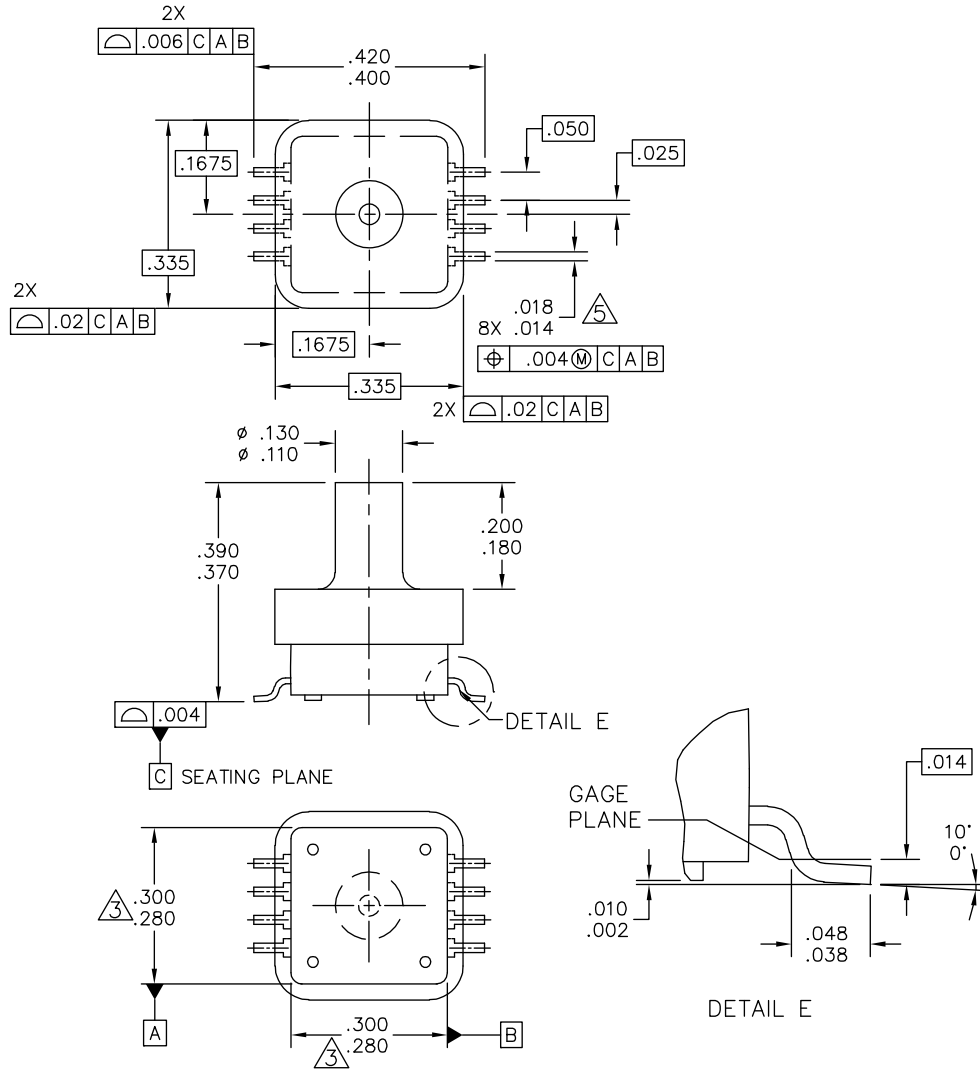 2X
⌓ .006 C A B
.420
.400
.050
.025
.1675
.335
2X
⌓ .02 C A B
.018
8X .014
5
⌖ .004 Ⓜ C A B
.1675
.335
2X ⌓ .02 C A B
ø .130
ø .110
.390
.370
.200
.180
⌓ .004
DETAIL E
C SEATING PLANE
GAGE
PLANE
.014
10°
0°
.010
.002
.048
.038
DETAIL E
3 .300
.280
A
.300
3 .280
B